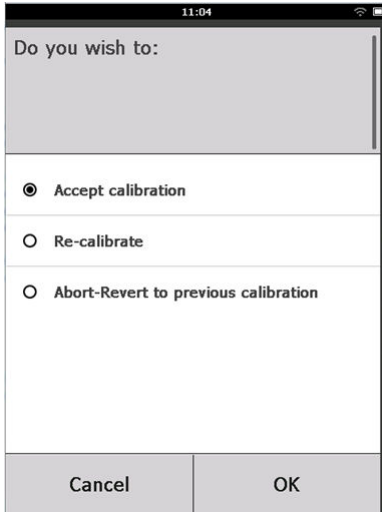 11:04
Do you wish to:
Accept calibration
Re-calibrate
Abort-Revert to previous calibration
Cancel
OK